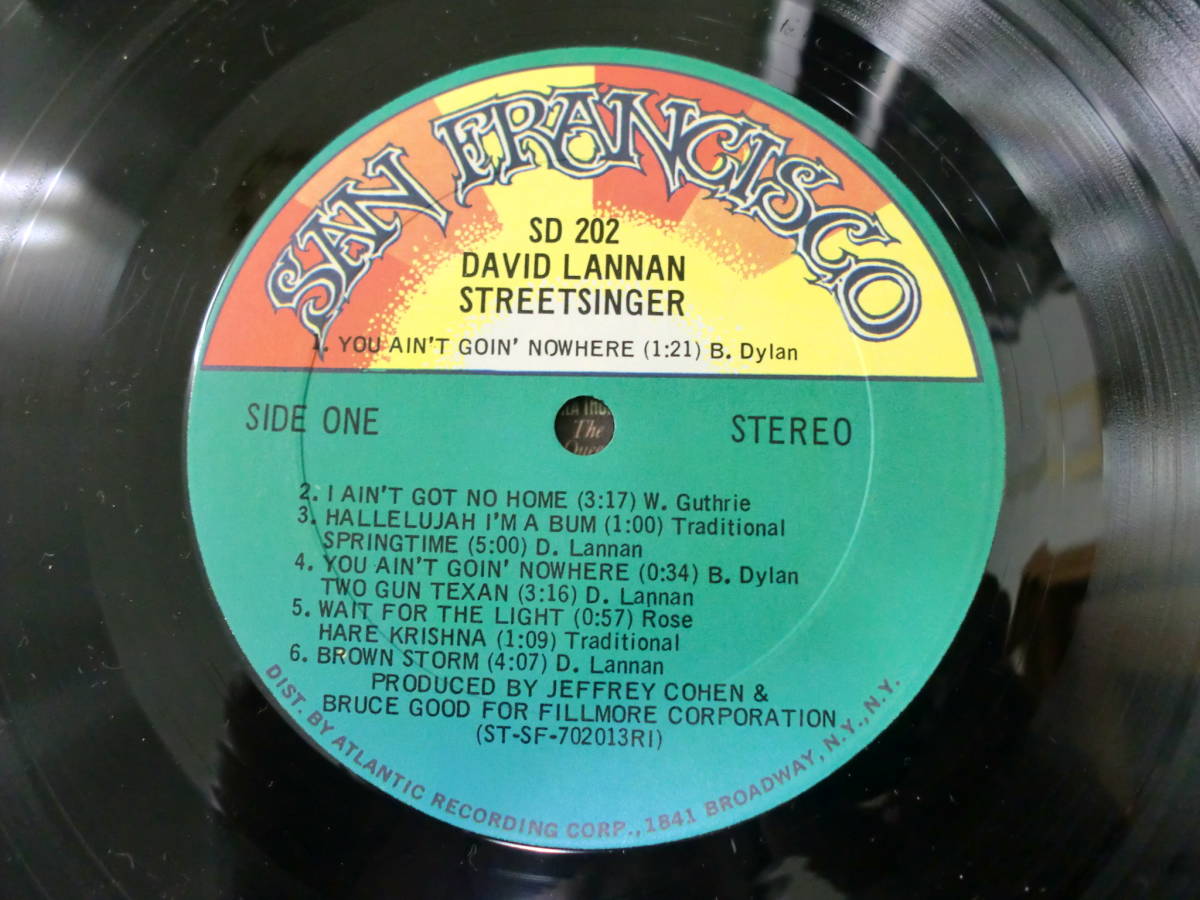 SAN FRANCISCO
SD 202
DAVID LANNAN
STREETSINGER
1. YOU AIN'T GOIN' NOWHERE (1:21) B. Dylan
SIDE ONE
STEREO
The
2. I AIN'T GOT NO HOME (3:17) W. Guthrie
3. HALLELUJAH I'M A BUM (1:00) Traditional
SPRINGTIME (5:00) D. Lannan
4. YOU AIN'T GOIN' NOWHERE (0:34) B. Dylan
TWO GUN TEXAN (3:16) D. Lannan
5. WAIT FOR THE LIGHT (0:57) Rose
HARE KRISHNA (1:09) Traditional
6. BROWN STORM (4:07) D. Lannan
PRODUCED BY JEFFREY COHEN &
BRUCE GOOD FOR FILLMORE CORPORATION
(ST-SF-702013RI)
DIST. BY ATLANTIC RECORDING CORP., 1841 BROADWAY, N.Y., N.Y.